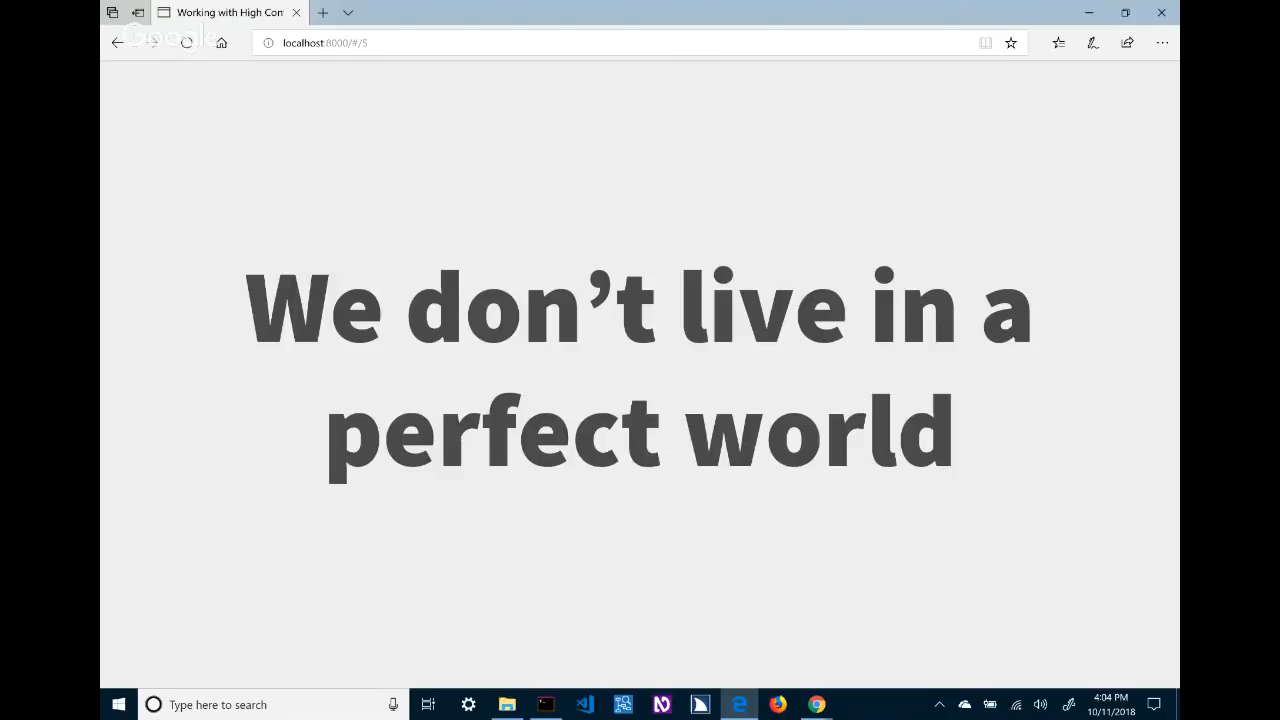 Working with High Con
Google
localhost:8000/#/5
We don’t live in a
perfect world
Type here to search
4:04 PM
10/11/2018